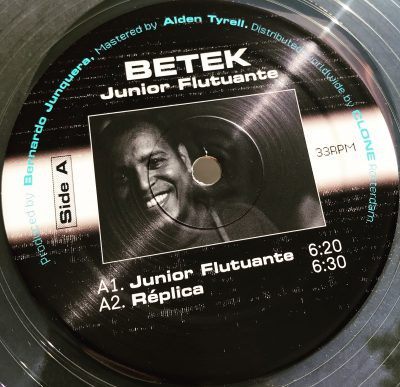 Produced by Bernardo Junquera, Mastered by Alden Tyrell. Distributed worldwide by CLONE Rotterdam
BETEK
Junior Flutuante
33RPM
Side A
A1. Junior Flutuante 6:20
A2. Réplica 6:30